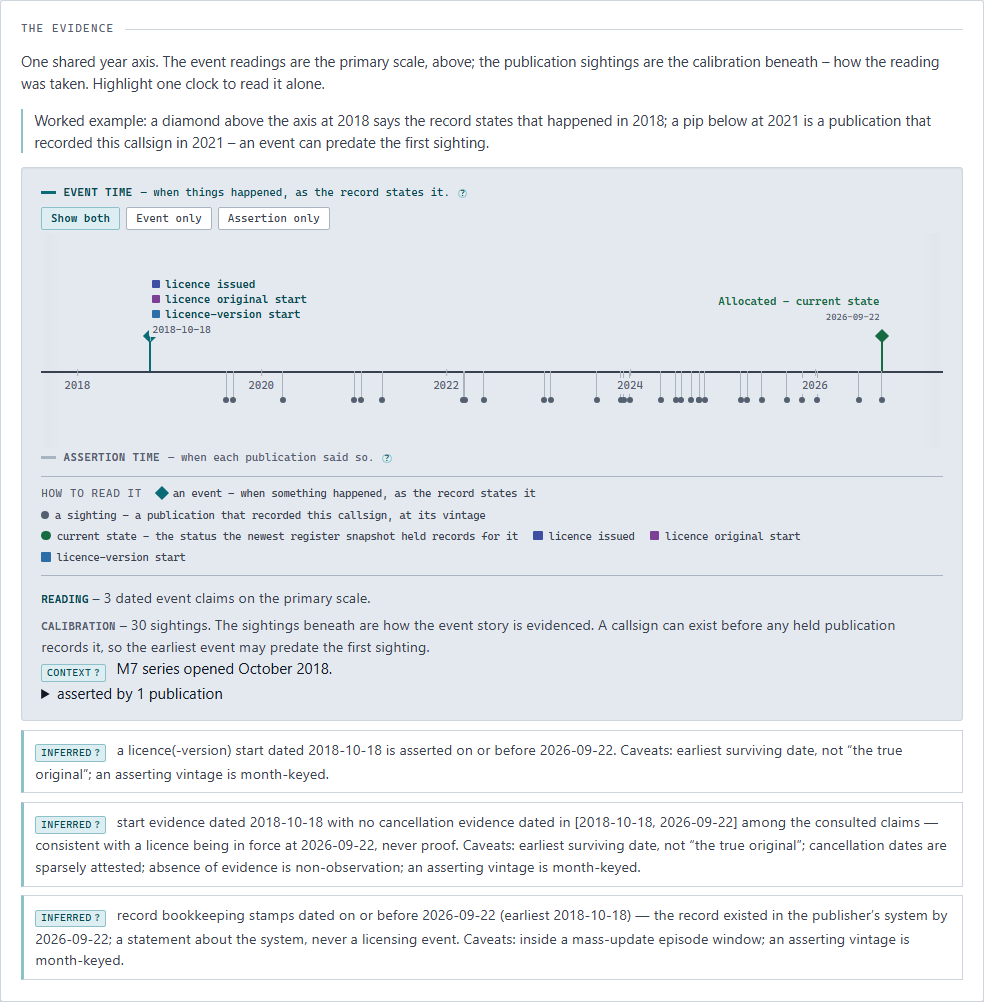 THE EVIDENCE
One shared year axis. The event readings are the primary scale, above; the publication sightings are the calibration beneath – how the reading
was taken. Highlight one clock to read it alone.
Worked example: a diamond above the axis at 2018 says the record states that happened in 2018; a pip below at 2021 is a publication that
recorded this callsign in 2021 – an event can predate the first sighting.
EVENT TIME – when things happened, as the record states it. ?
Show both Event only Assertion only
licence issued
licence original start
licence-version start
2018-10-18
Allocated – current state
2026-09-22
2018 2020 2022 2024 2026
ASSERTION TIME – when each publication said so. ?
HOW TO READ IT an event – when something happened, as the record states it
a sighting – a publication that recorded this callsign, at its vintage
current state – the status the newest register snapshot held records for it licence issued licence original start
licence-version start
READING – 3 dated event claims on the primary scale.
CALIBRATION – 30 sightings. The sightings beneath are how the event story is evidenced. A callsign can exist before any held publication
records it, so the earliest event may predate the first sighting.
CONTEXT ? M7 series opened October 2018.
▶ asserted by 1 publication
INFERRED ? a licence(-version) start dated 2018-10-18 is asserted on or before 2026-09-22. Caveats: earliest surviving date, not “the true
original”; an asserting vintage is month-keyed.
INFERRED ? start evidence dated 2018-10-18 with no cancellation evidence dated in [2018-10-18, 2026-09-22] among the consulted claims —
consistent with a licence being in force at 2026-09-22, never proof. Caveats: earliest surviving date, not “the true original”; cancellation dates are
sparsely attested; absence of evidence is non-observation; an asserting vintage is month-keyed.
INFERRED ? record bookkeeping stamps dated on or before 2026-09-22 (earliest 2018-10-18) — the record existed in the publisher’s system by
2026-09-22; a statement about the system, never a licensing event. Caveats: inside a mass-update episode window; an asserting vintage is
month-keyed.